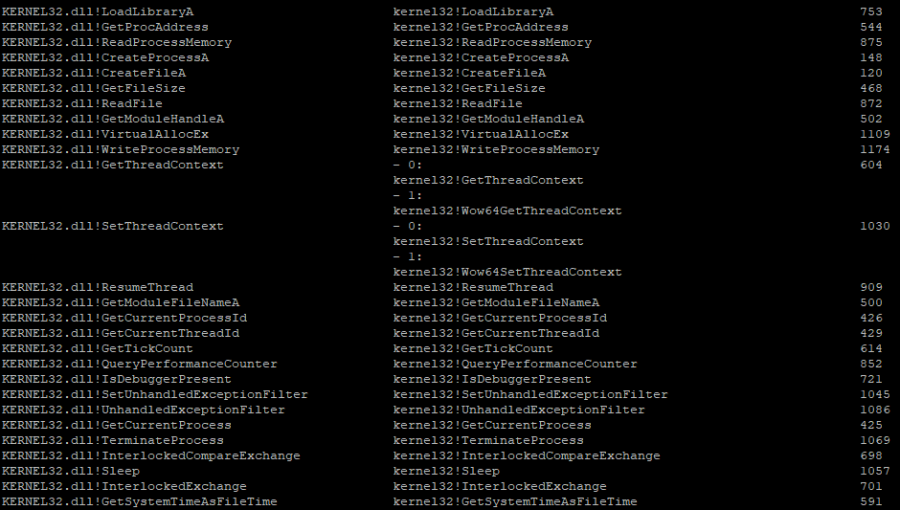 KERNEL32.dll!LoadLibraryA kernel32!LoadLibraryA 753
KERNEL32.dll!GetProcAddress kernel32!GetProcAddress 544
KERNEL32.dll!ReadProcessMemory kernel32!ReadProcessMemory 875
KERNEL32.dll!CreateProcessA kernel32!CreateProcessA 148
KERNEL32.dll!CreateFileA kernel32!CreateFileA 120
KERNEL32.dll!GetFileSize kernel32!GetFileSize 468
KERNEL32.dll!ReadFile kernel32!ReadFile 872
KERNEL32.dll!GetModuleHandleA kernel32!GetModuleHandleA 502
KERNEL32.dll!VirtualAllocEx kernel32!VirtualAllocEx 1109
KERNEL32.dll!WriteProcessMemory kernel32!WriteProcessMemory 1174
KERNEL32.dll!GetThreadContext - 0: 604
kernel32!GetThreadContext
- 1:
kernel32!Wow64GetThreadContext
KERNEL32.dll!SetThreadContext - 0: 1030
kernel32!SetThreadContext
- 1:
kernel32!Wow64SetThreadContext
KERNEL32.dll!ResumeThread kernel32!ResumeThread 909
KERNEL32.dll!GetModuleFileNameA kernel32!GetModuleFileNameA 500
KERNEL32.dll!GetCurrentProcessId kernel32!GetCurrentProcessId 426
KERNEL32.dll!GetCurrentThreadId kernel32!GetCurrentThreadId 429
KERNEL32.dll!GetTickCount kernel32!GetTickCount 614
KERNEL32.dll!QueryPerformanceCounter kernel32!QueryPerformanceCounter 852
KERNEL32.dll!IsDebuggerPresent kernel32!IsDebuggerPresent 721
KERNEL32.dll!SetUnhandledExceptionFilter kernel32!SetUnhandledExceptionFilter 1045
KERNEL32.dll!UnhandledExceptionFilter kernel32!UnhandledExceptionFilter 1086
KERNEL32.dll!GetCurrentProcess kernel32!GetCurrentProcess 425
KERNEL32.dll!TerminateProcess kernel32!TerminateProcess 1069
KERNEL32.dll!InterlockedCompareExchange kernel32!InterlockedCompareExchange 698
KERNEL32.dll!Sleep kernel32!Sleep 1057
KERNEL32.dll!InterlockedExchange kernel32!InterlockedExchange 701
KERNEL32.dll!GetSystemTimeAsFileTime kernel32!GetSystemTimeAsFileTime 591